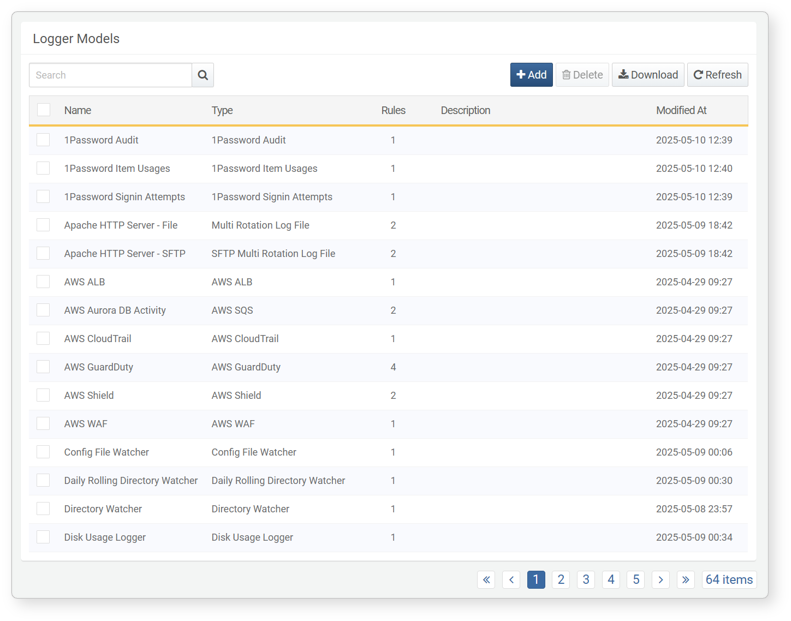 Logger Models
Search
Add Delete Download Refresh
Name Type Rules Description Modified At
1Password Audit 1Password Audit 1 2025-05-10 12:39
1Password Item Usages 1Password Item Usages 1 2025-05-10 12:40
1Password Signin Attempts 1Password Signin Attempts 1 2025-05-10 12:39
Apache HTTP Server - File Multi Rotation Log File 2 2025-05-09 18:42
Apache HTTP Server - SFTP SFTP Multi Rotation Log File 2 2025-05-09 18:42
AWS ALB AWS ALB 1 2025-04-29 09:27
AWS Aurora DB Activity AWS SQS 2 2025-04-29 09:27
AWS CloudTrail AWS CloudTrail 1 2025-04-29 09:27
AWS GuardDuty AWS GuardDuty 4 2025-04-29 09:27
AWS Shield AWS Shield 2 2025-04-29 09:27
AWS WAF AWS WAF 1 2025-04-29 09:27
Config File Watcher Config File Watcher 1 2025-05-09 00:06
Daily Rolling Directory Watcher Daily Rolling Directory Watcher 1 2025-05-09 00:30
Directory Watcher Directory Watcher 1 2025-05-08 23:57
Disk Usage Logger Disk Usage Logger 1 2025-05-09 00:34
« ‹ 1 2 3 4 5 › » 64 items